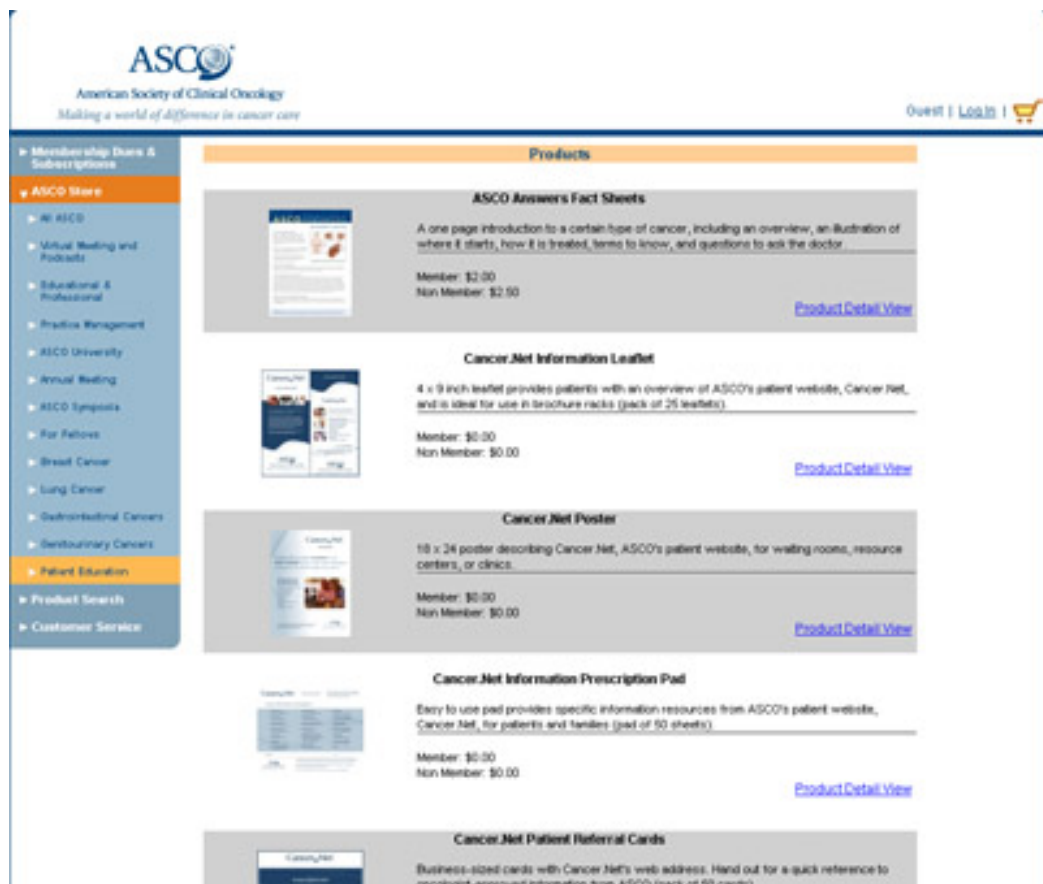 ASCO
American Society of Clinical Oncology
Making a world of difference in cancer care
Guest | Log In |
Membership Dues &
Subscriptions
ASCO Store
All ASCO
Virtual Meeting and
Podcasts
Educational &
Professional
Practice Management
ASCO University
Annual Meeting
ASCO Symposia
For Fellows
Breast Cancer
Lung Cancer
Gastrointestinal Cancers
Genitourinary Cancers
Patient Education
Product Search
Customer Service
Products
ASCO Answers Fact Sheets
A one page introduction to a certain type of cancer, including an overview, an illustration of
where it starts, how it is treated, terms to know, and questions to ask the doctor.
Member: $2.00
Non Member: $2.50
Product Detail View
Cancer.Net Information Leaflet
4 x 9 inch leaflet provides patients with an overview of ASCO's patient website, Cancer.Net,
and is ideal for use in brochure racks (pack of 25 leaflets).
Member: $0.00
Non Member: $0.00
Product Detail View
Cancer.Net Poster
18 x 24 poster describing Cancer.Net, ASCO's patient website, for waiting rooms, resource
centers, or clinics.
Member: $0.00
Non Member: $0.00
Product Detail View
Cancer.Net Information Prescription Pad
Easy to use pad provides specific information resources from ASCO's patient website,
Cancer.Net, for patients and families (pad of 50 sheets).
Member: $0.00
Non Member: $0.00
Product Detail View
Cancer.Net Patient Referral Cards
Cancer.Net
Business-sized cards with Cancer.Net's web address. Hand out for a quick reference to